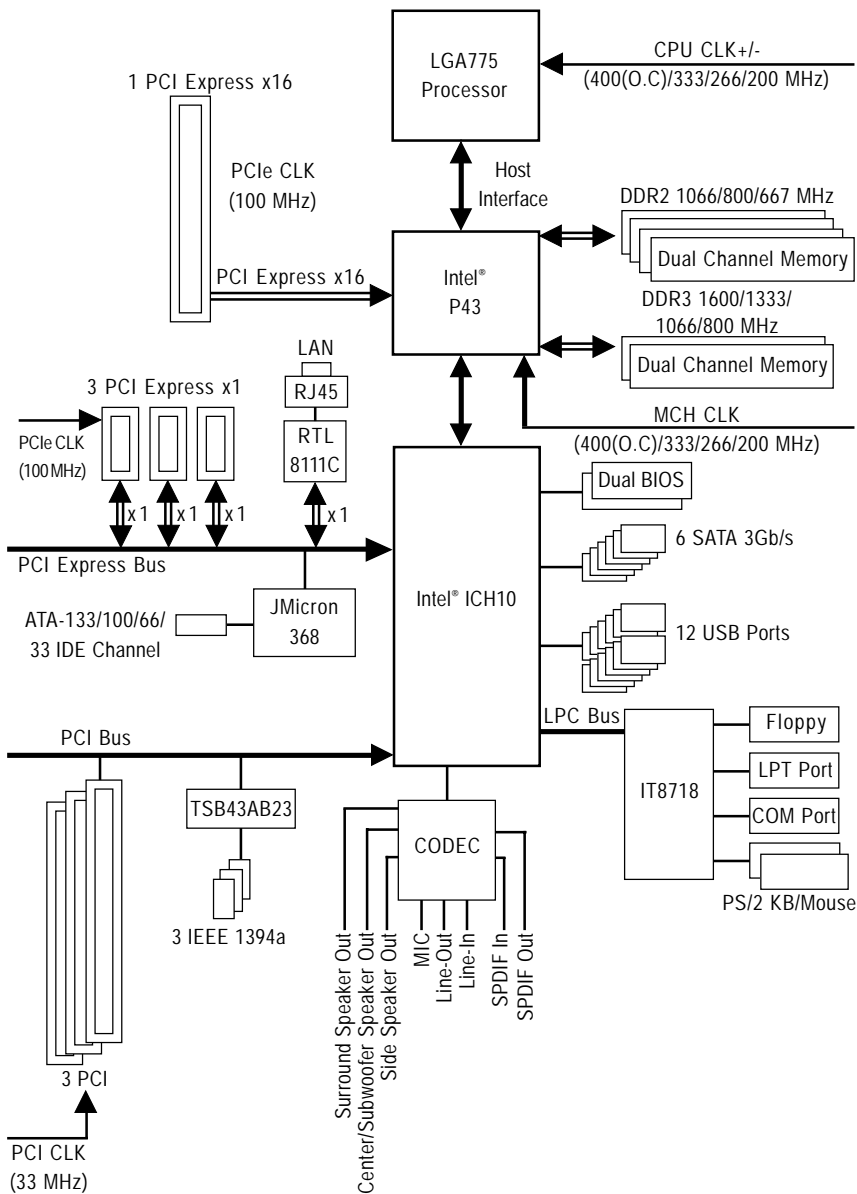 LGA775
Processor
CPU CLK+/-
(400(O.C)/333/266/200 MHz)
1 PCI Express x16
PCIe CLK
(100 MHz)
Host
Interface
DDR2 1066/800/667 MHz
Dual Channel Memory
PCI Express x16
Intel®
P43
DDR3 1600/1333/
1066/800 MHz
Dual Channel Memory
LAN
RJ45
RTL
8111C
3 PCI Express x1
PCIe CLK
(100 MHz)
MCH CLK
(400(O.C)/333/266/200 MHz)
x1
x1
x1
x1
Dual BIOS
PCI Express Bus
6 SATA 3Gb/s
Intel® ICH10
ATA-133/100/66/
33 IDE Channel
JMicron
368
12 USB Ports
LPC Bus
PCI Bus
IT8718
Floppy
LPT Port
COM Port
PS/2 KB/Mouse
TSB43AB23
3 IEEE 1394a
CODEC
Surround Speaker Out
Center/Subwoofer Speaker Out
Side Speaker Out
MIC
Line-Out
Line-In
SPDIF In
SPDIF Out
3 PCI
PCI CLK
(33 MHz)